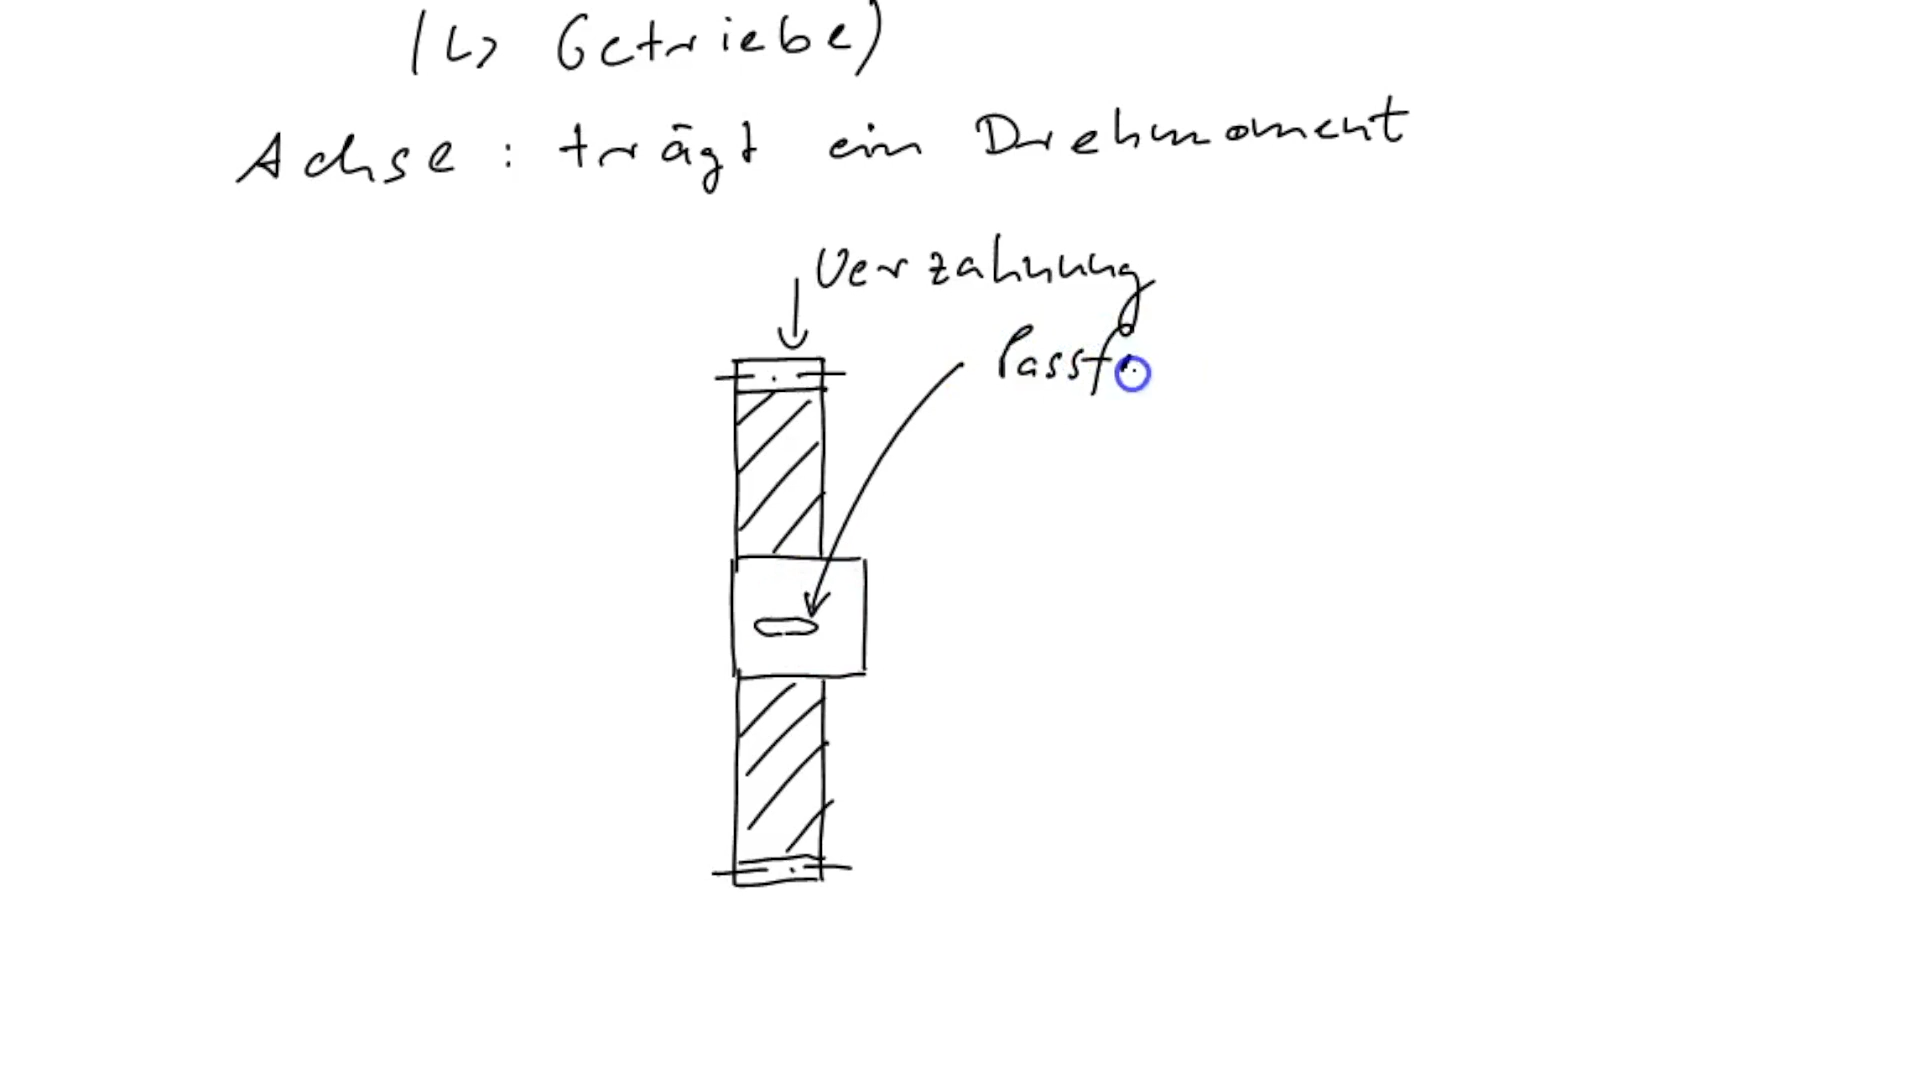 (↳ Getriebe)
Achse : trägt ein Drehmoment
Verzahnung
Passf